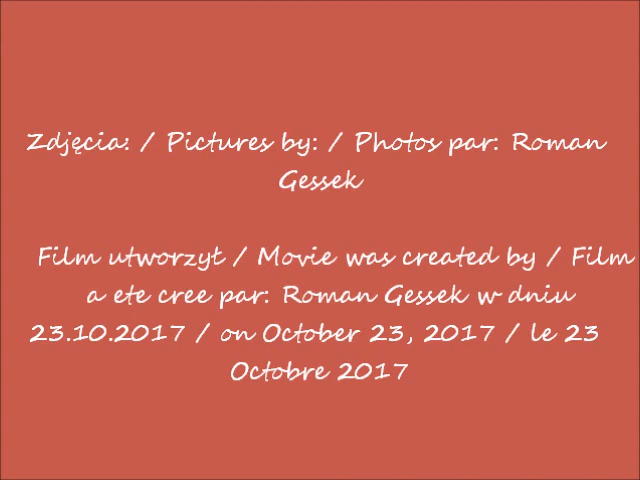 Zdjęcia: / Pictures by: / Photos par: Roman
Gessek
Film utworzył / Movie was created by / Film
a ete cree par: Roman Gessek w dniu
23.10.2017 / on October 23, 2017 / le 23
Octobre 2017